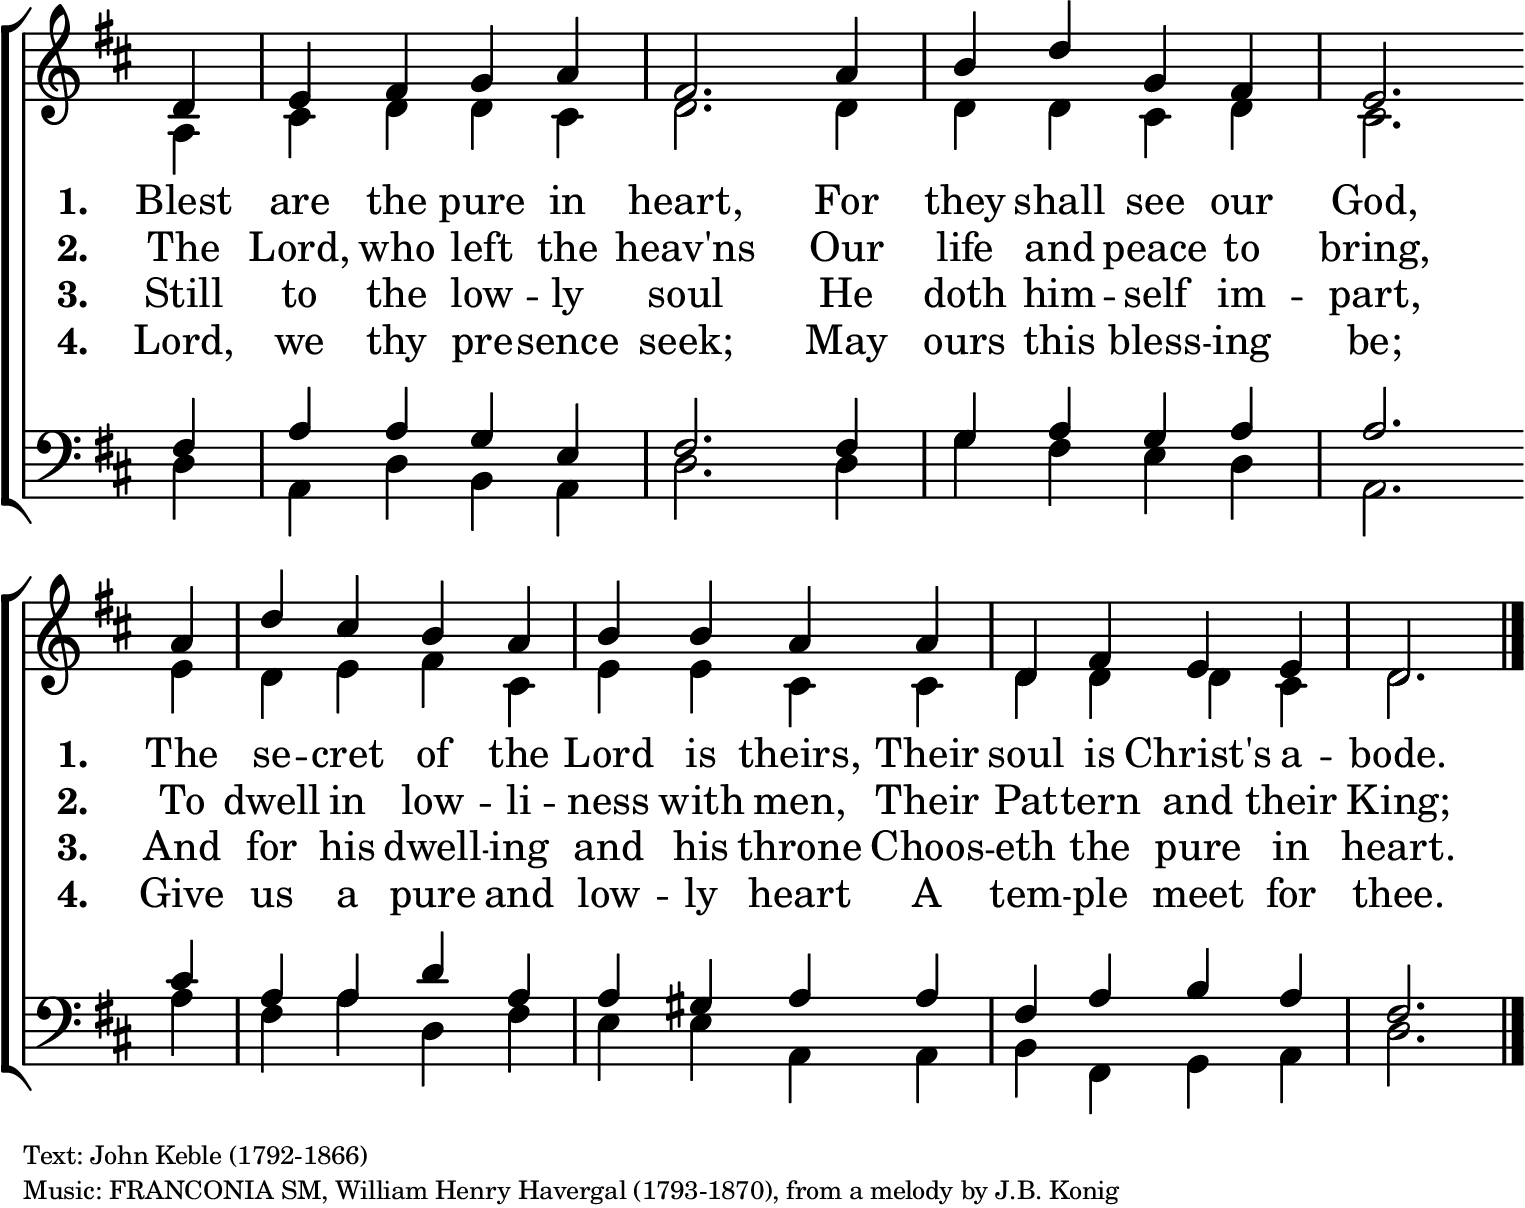 1. Blest are the pure in heart, For they shall see our God,
2. The Lord, who left the heav'ns Our life and peace to bring,
3. Still to the low - ly soul He doth him - self im - part,
4. Lord, we thy presence seek; May ours this bless - ing be;
1. The se - cret of the Lord is theirs, Their soul is Christ's a - bode.
2. To dwell in low - li - ness with men, Their Pattern and their King;
3. And for his dwell - ing and his throne Choos - eth the pure in heart.
4. Give us a pure and low - ly heart A tem - ple meet for thee.
Text: John Keble (1792-1866)
Music: FRANCONIA SM, William Henry Havergal (1793-1870), from a melody by J.B. Konig